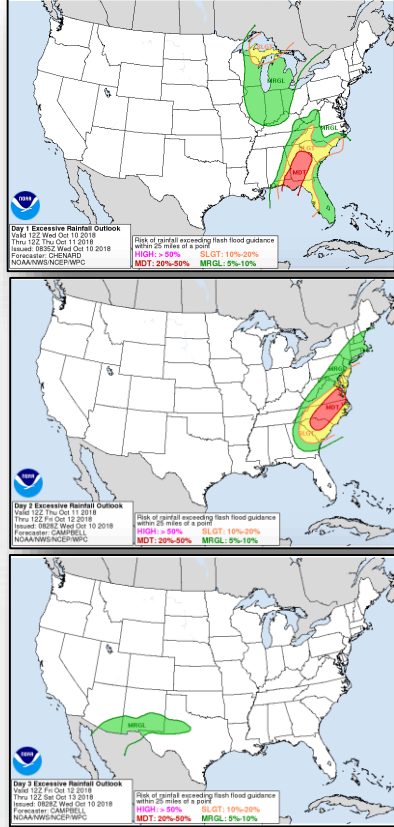 SLGT
MRGL
MRGL
SLGT
MDT
NOAA
Day 1 Excessive Rainfall Outlook
Valid 12Z Wed Oct 10 2018
Thru 12Z Thu Oct 11 2018
Issued: 0835Z Wed Oct 10 2018
Forecaster: CHENARD
NOAA/NWS/NCEP/WPC
Risk of rainfall exceeding flash flood guidance
within 25 miles of a point
HIGH: > 50% SLGT: 10%-20%
MDT: 20%-50% MRGL: 5%-10%
MRGL
MDT
SLGT
NOAA
Day 2 Excessive Rainfall Outlook
Valid 12Z Thu Oct 11 2018
Thru 12Z Fri Oct 12 2018
Issued: 0828Z Wed Oct 10 2018
Forecaster: CAMPBELL
NOAA/NWS/NCEP/WPC
Risk of rainfall exceeding flash flood guidance
within 25 miles of a point
HIGH: > 50% SLGT: 10%-20%
MDT: 20%-50% MRGL: 5%-10%
MRGL
NOAA
Day 3 Excessive Rainfall Outlook
Valid 12Z Fri Oct 12 2018
Thru 12Z Sat Oct 13 2018
Issued: 0828Z Wed Oct 10 2018
Forecaster: CAMPBELL
NOAA/NWS/NCEP/WPC
Risk of rainfall exceeding flash flood guidance
within 25 miles of a point
HIGH: > 50% SLGT: 10%-20%
MDT: 20%-50% MRGL: 5%-10%